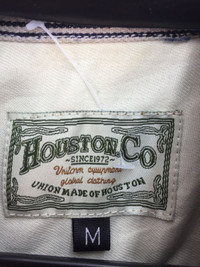 HOUSTON.CO
~SINCE1972~
Uniform equipment
global clothing
UNION MADE OF HOUSTON
M